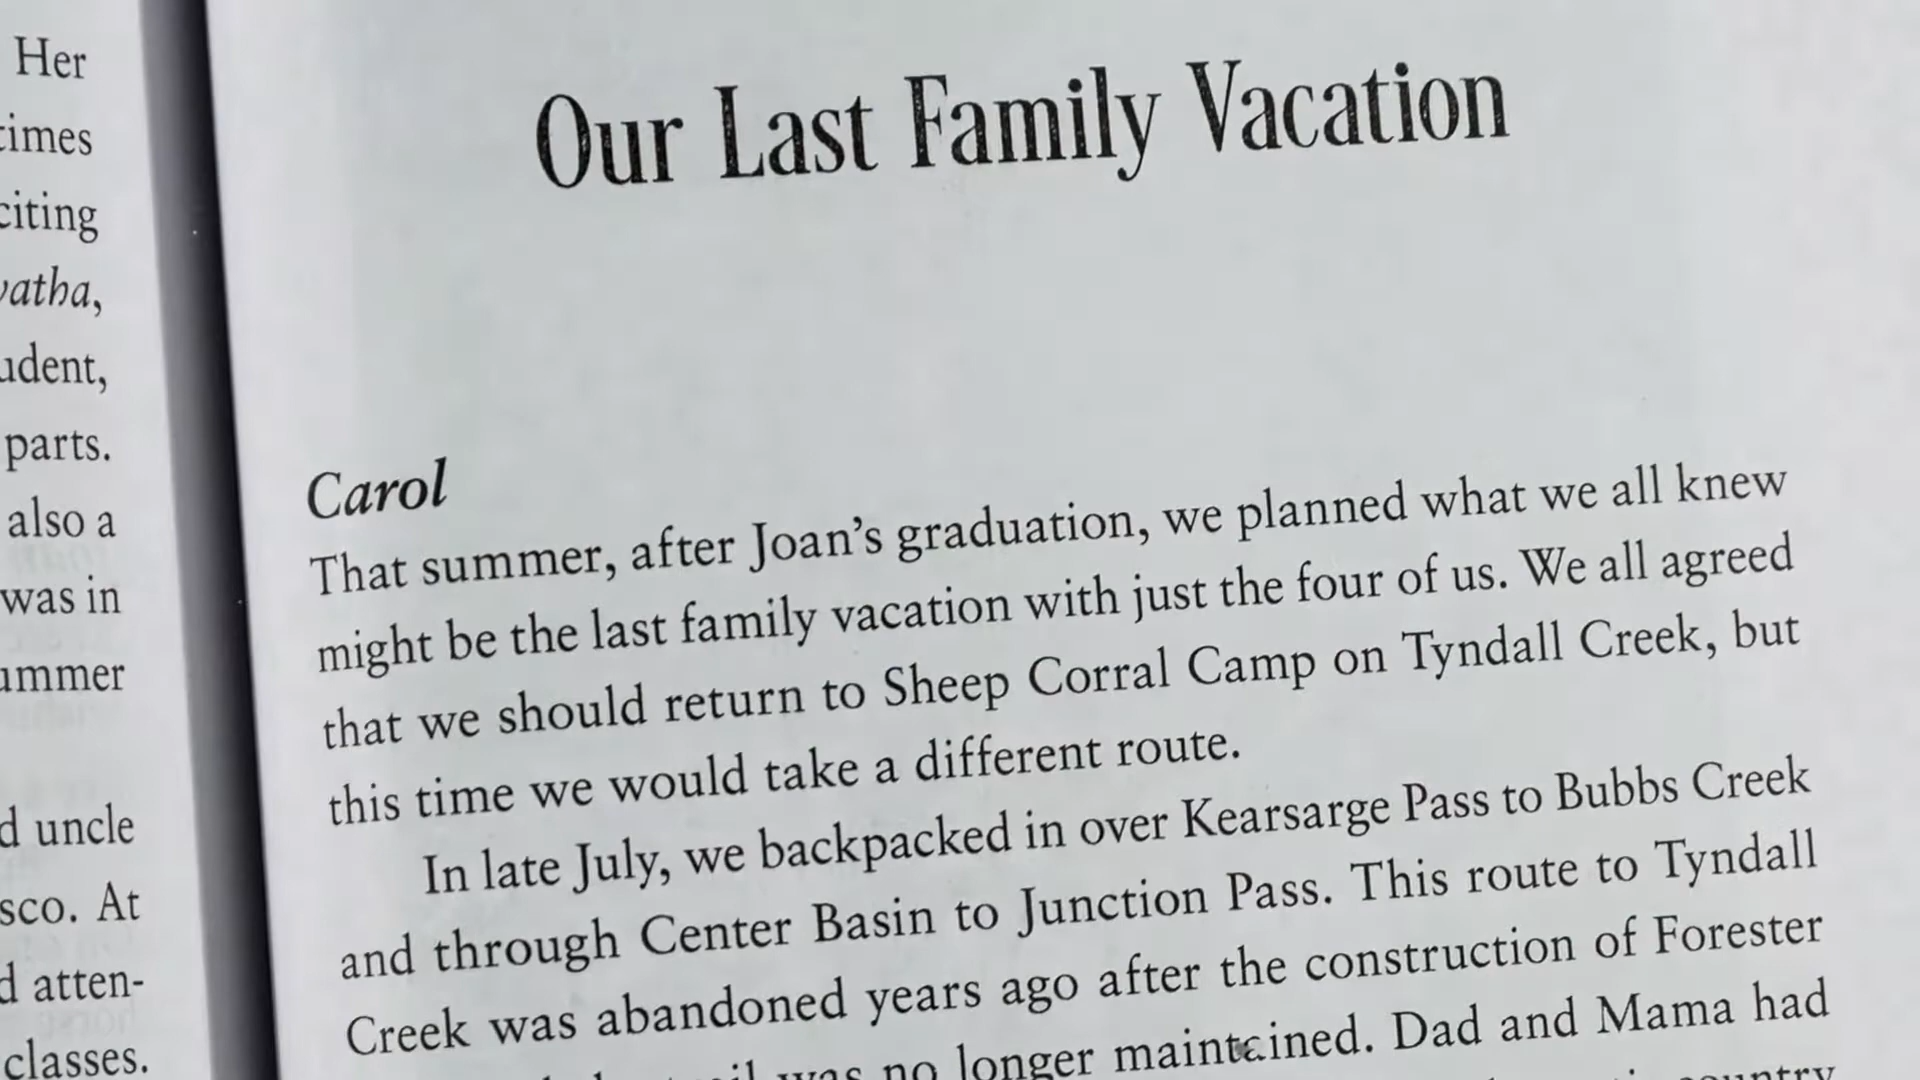 Her
times
citing
vatha,
udent,
parts.
also a
was in
ummer
d uncle
sco. At
d atten-
classes.
Our Last Family Vacation
Carol
That summer, after Joan’s graduation, we planned what we all knew
might be the last family vacation with just the four of us. We all agreed
that we should return to Sheep Corral Camp on Tyndall Creek, but
this time we would take a different route.
In late July, we backpacked in over Kearsarge Pass to Bubbs Creek
and through Center Basin to Junction Pass. This route to Tyndall
Creek was abandoned years ago after the construction of Forester
was no longer maintained. Dad and Mama had
country